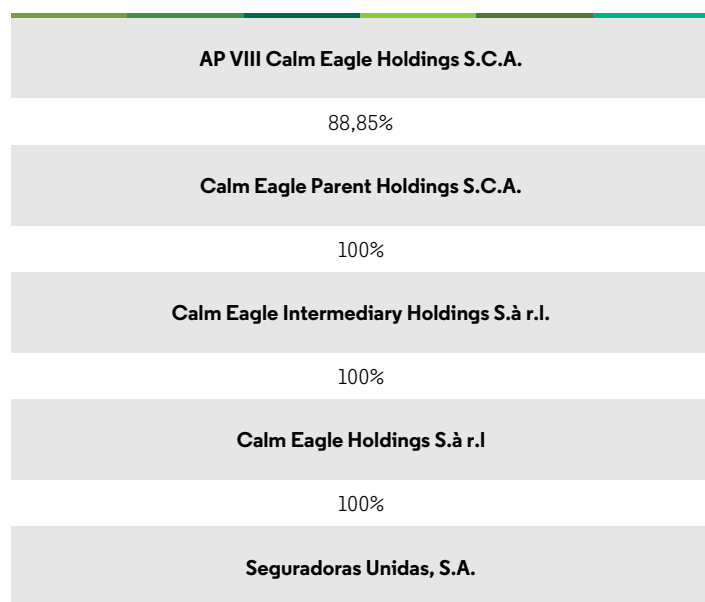 AP VIII Calm Eagle Holdings S.C.A.
88,85%
Calm Eagle Parent Holdings S.C.A.
100%
Calm Eagle Intermediary Holdings S.à r.l.
100%
Calm Eagle Holdings S.à r.l
100%
Seguradoras Unidas, S.A.